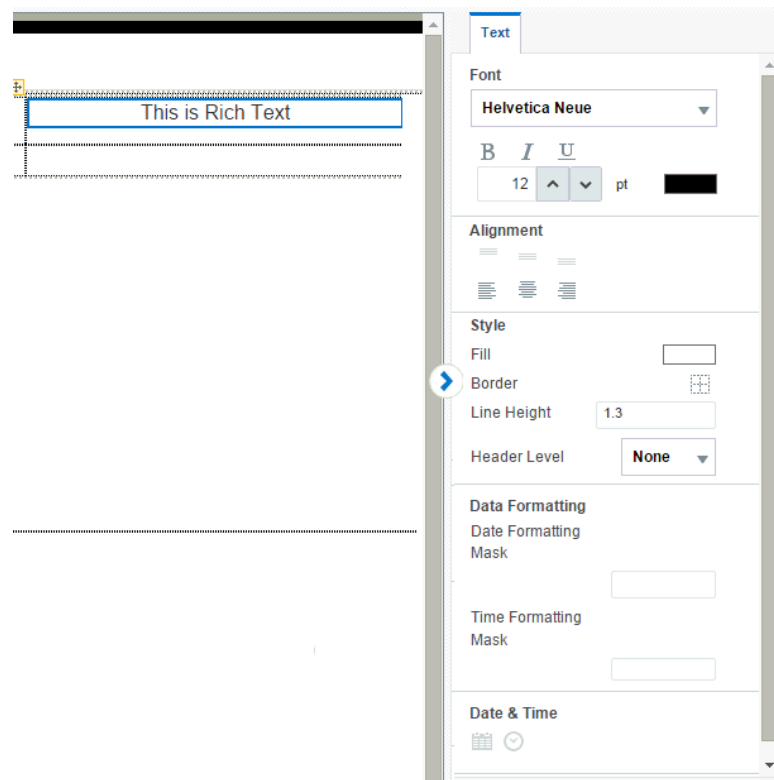 This is Rich Text
Text
Font
Helvetica Neue
B I U
12 pt
Alignment
Style
Fill
Border
Line Height 1.3
Header Level None
Data Formatting
Date Formatting
Mask
Time Formatting
Mask
Date & Time